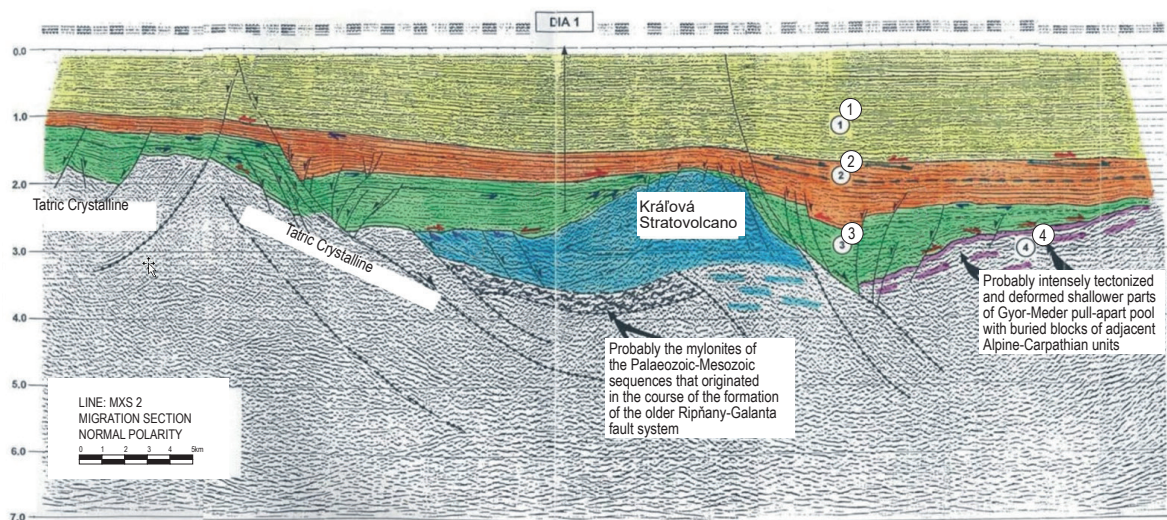 DIA 1
0.0
1.0
2.0
3.0
4.0
5.0
6.0
7.0
1
1
2
2
3
3
4
4
Tatric Crystalline
Tatric Crystalline
Kráľová
Stratovolcano
Probably intensely tectonized
and deformed shallower parts
of Gyor-Meder pull-apart pool
with buried blocks of adjacent
Alpine-Carpathian units
Probably the mylonites of
the Palaeozoic-Mesozoic
sequences that originated
in the course of the formation
of the older Ripňany-Galanta
fault system
LINE: MXS 2
MIGRATION SECTION
NORMAL POLARITY
0 1 2 3 4 5km